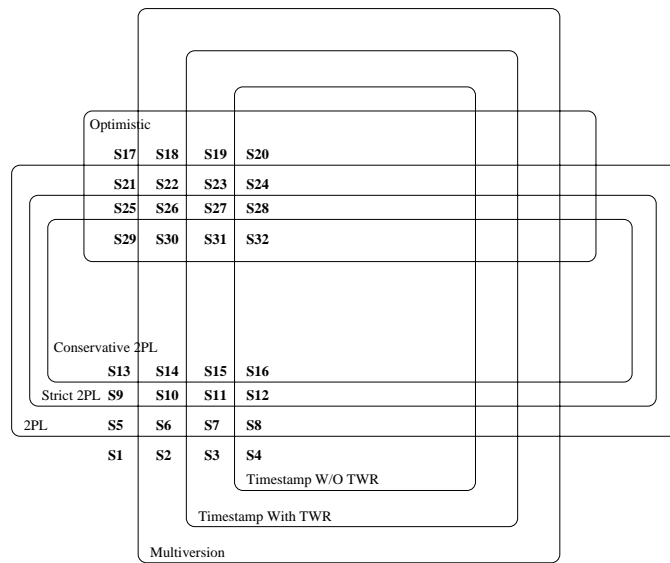 Optimistic
S17 S18 S19 S20
S21 S22 S23 S24
S25 S26 S27 S28
S29 S30 S31 S32
Conservative 2PL
S13 S14 S15 S16
Strict 2PL S9 S10 S11 S12
2PL S5 S6 S7 S8
S1 S2 S3 S4
Timestamp W/O TWR
Timestamp With TWR
Multiversion